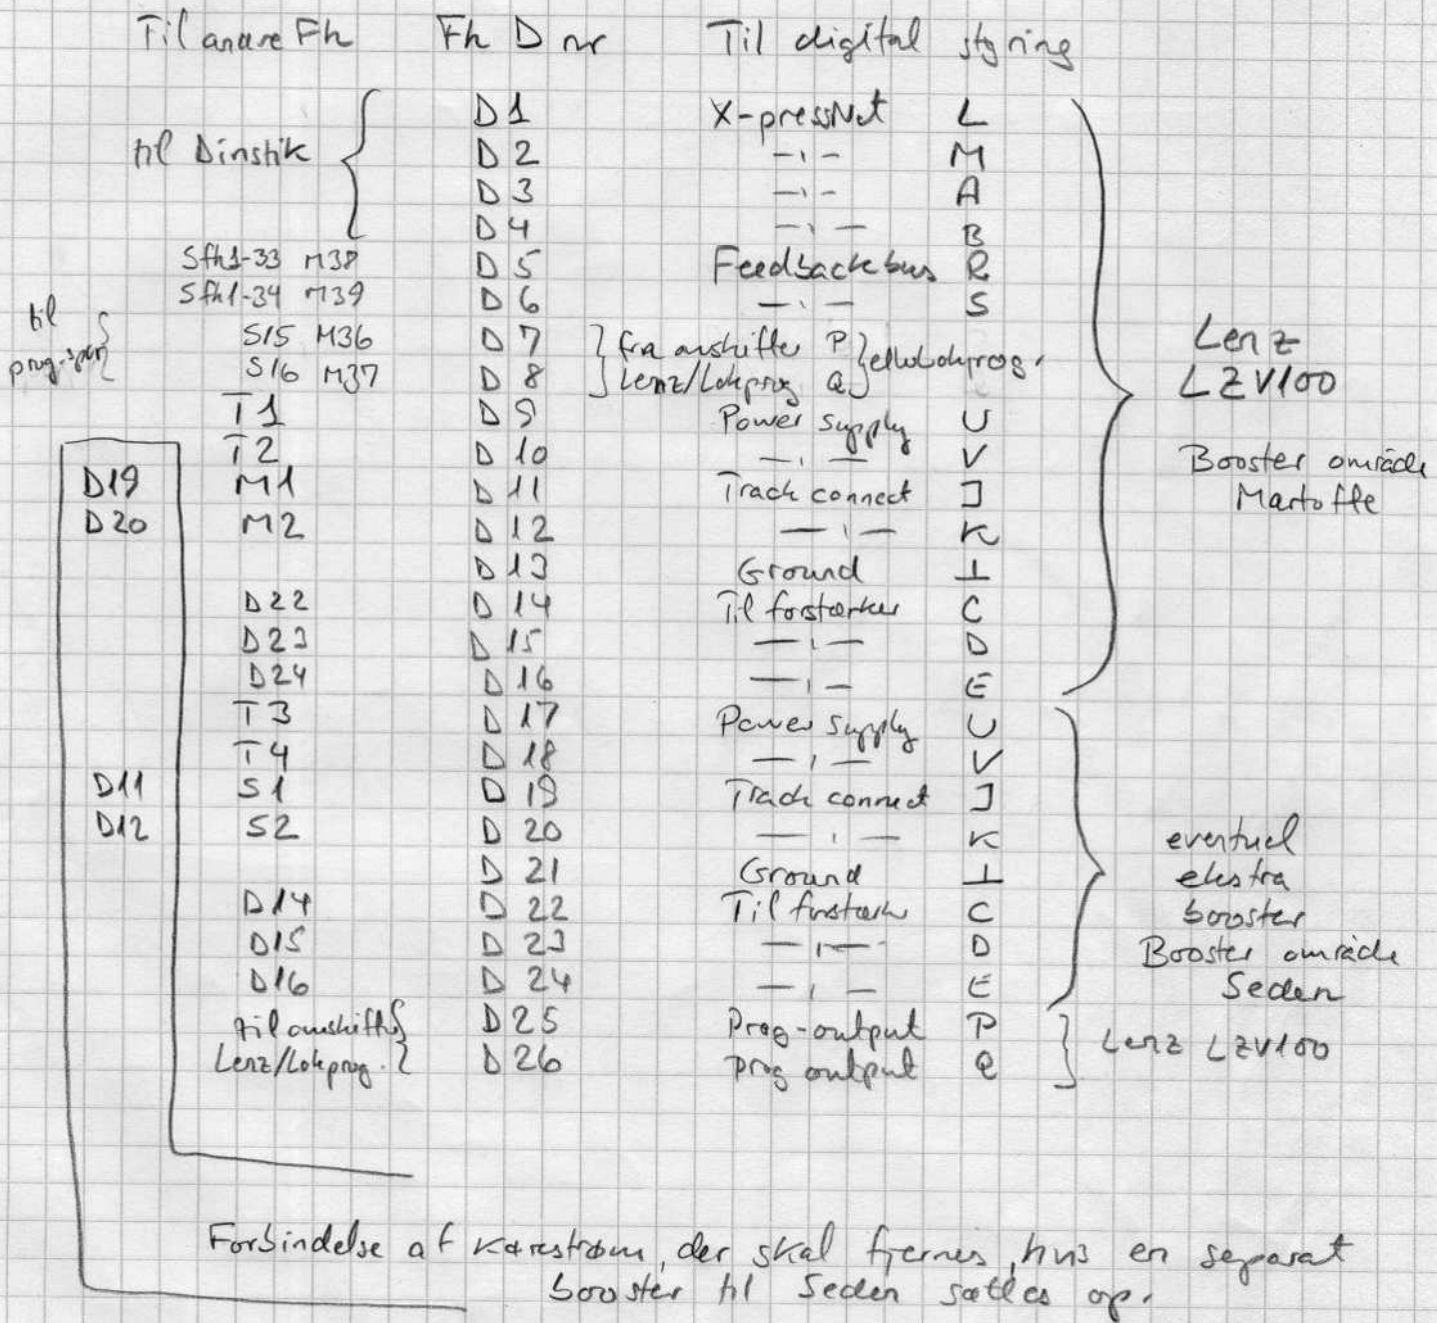 Til andre Fh Fh D nr Til digital styring
D1 X-pressNet L
til Dinstik D2 -"- M
D3 -"- A
D4 -"- B
Sfh1-33 M38 D5 Feedbackbus R
Sfh1-34 M39 D6 -"- S
til prog.spor S15 M36 D7 fra omskifter P
S16 M37 D8 Lenz/Lokprog Q
T1 D9 Power supply U
T2 D10 -"- V
D19 M1 D11 Track connect J
D20 M2 D12 -"- K
D13 Ground ⊥
D22 D14 Til forstærker C
D23 D15 -"- D
D24 D16 -"- E
Lenz
LZV100
Booster område
Martofte
T3 D17 Power supply U
T4 D18 -"- V
D11 S1 D19 Track connect J
D12 S2 D20 -"- K
D21 Ground ⊥
D14 D22 Til forstærker C
D15 D23 -"- D
D16 D24 -"- E
eventuel
ekstra
booster
Booster område
Seden
til omskifter D25 Prog-output P
Lenz/Lokprog. D26 Prog output Q
Lenz LZV100
Forbindelse af kørestrøm, der skal fjernes, hvis en separat
booster til Seden sættes op.